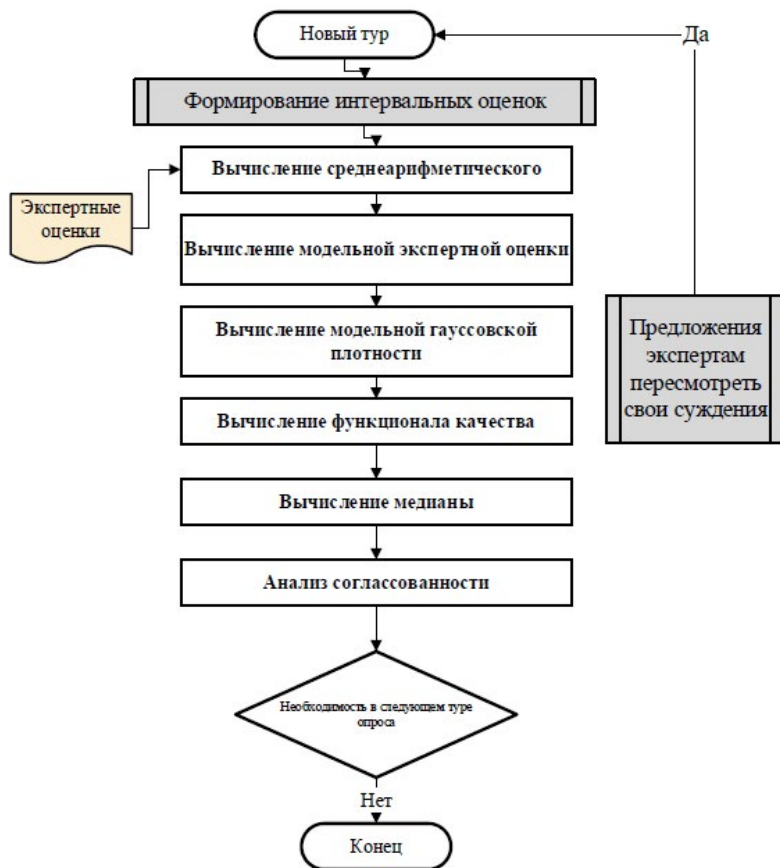 Новый тур
Да
Формирование интервальных оценок
Вычисление среднеарифметического
Экспертные
оценки
Вычисление модельной экспертной оценки
Вычисление модельной гауссовской
плотности
Предложения
экспертам
пересмотреть
свои суждения
Вычисление функционала качества
Вычисление медианы
Анализ соглассованности
Необходимость в следующем туре
опроса
Нет
Конец